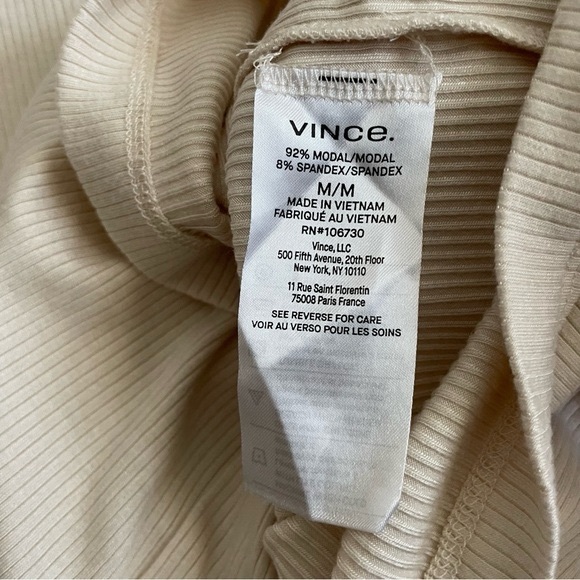 VINCE.
92% MODAL/MODAL
8% SPANDEX/SPANDEX
M/M
MADE IN VIETNAM
FABRIQUÉ AU VIETNAM
RN#106730
Vince, LLC
500 Fifth Avenue, 20th Floor
New York, NY 10110
11 Rue Saint Florentin
75008 Paris France
SEE REVERSE FOR CARE
VOIR AU VERSO POUR LES SOINS